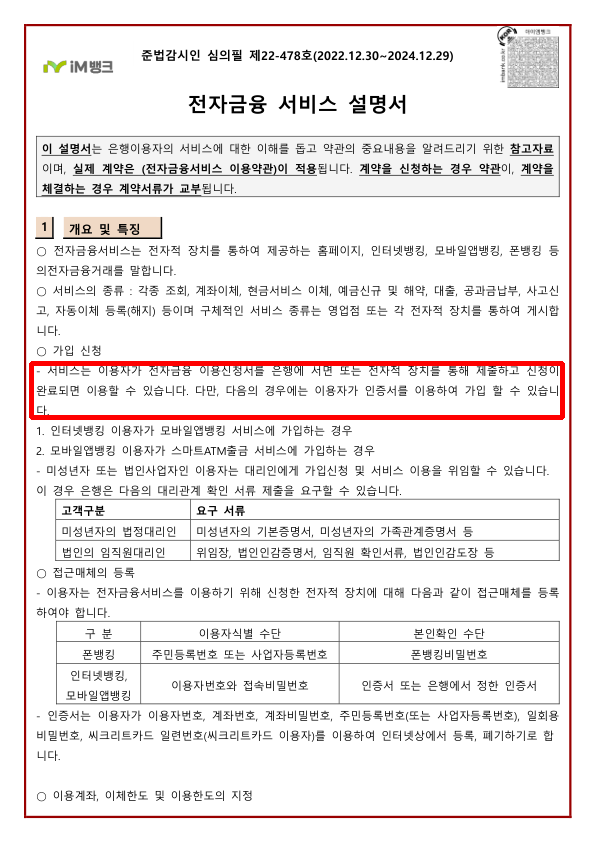 준법감시인 심의필 제22-478호(2022.12.30~2024.12.29)
iM뱅크
아이엠뱅크
imbank.co.kr
전자금융 서비스 설명서
이 설명서는 은행이용자의 서비스에 대한 이해를 돕고 약관의 중요내용을 알려드리기 위한 참고자료
이며, 실제 계약은 (전자금융서비스 이용약관)이 적용됩니다. 계약을 신청하는 경우 약관이, 계약을
체결하는 경우 계약서류가 교부됩니다.
1 개요 및 특징
○ 전자금융서비스는 전자적 장치를 통하여 제공하는 홈페이지, 인터넷뱅킹, 모바일앱뱅킹, 폰뱅킹 등
의전자금융거래를 말합니다.
○ 서비스의 종류 : 각종 조회, 계좌이체, 현금서비스 이체, 예금신규 및 해약, 대출, 공과금납부, 사고신
고, 자동이체 등록(해지) 등이며 구체적인 서비스 종류는 영업점 또는 각 전자적 장치를 통하여 게시합
니다.
○ 가입 신청
- 서비스는 이용자가 전자금융 이용신청서를 은행에 서면 또는 전자적 장치를 통해 제출하고 신청이
완료되면 이용할 수 있습니다. 다만, 다음의 경우에는 이용자가 인증서를 이용하여 가입 할 수 있습니
다.
1. 인터넷뱅킹 이용자가 모바일앱뱅킹 서비스에 가입하는 경우
2. 모바일앱뱅킹 이용자가 스마트ATM출금 서비스에 가입하는 경우
- 미성년자 또는 법인사업자인 이용자는 대리인에게 가입신청 및 서비스 이용을 위임할 수 있습니다.
이 경우 은행은 다음의 대리관계 확인 서류 제출을 요구할 수 있습니다.
고객구분 요구 서류
미성년자의 법정대리인 미성년자의 기본증명서, 미성년자의 가족관계증명서 등
법인의 임직원대리인 위임장, 법인인감증명서, 임직원 확인서류, 법인인감도장 등
○ 접근매체의 등록
- 이용자는 전자금융서비스를 이용하기 위해 신청한 전자적 장치에 대해 다음과 같이 접근매체를 등록
하여야 합니다.
구 분 이용자식별 수단 본인확인 수단
폰뱅킹 주민등록번호 또는 사업자등록번호 폰뱅킹비밀번호
인터넷뱅킹,
모바일앱뱅킹 이용자번호와 접속비밀번호 인증서 또는 은행에서 정한 인증서
- 인증서는 이용자가 이용자번호, 계좌번호, 계좌비밀번호, 주민등록번호(또는 사업자등록번호), 일회용
비밀번호, 씨크리트카드 일련번호(씨크리트카드 이용자)를 이용하여 인터넷상에서 등록, 폐기하기로 합
니다.
○ 이용계좌, 이체한도 및 이용한도의 지정